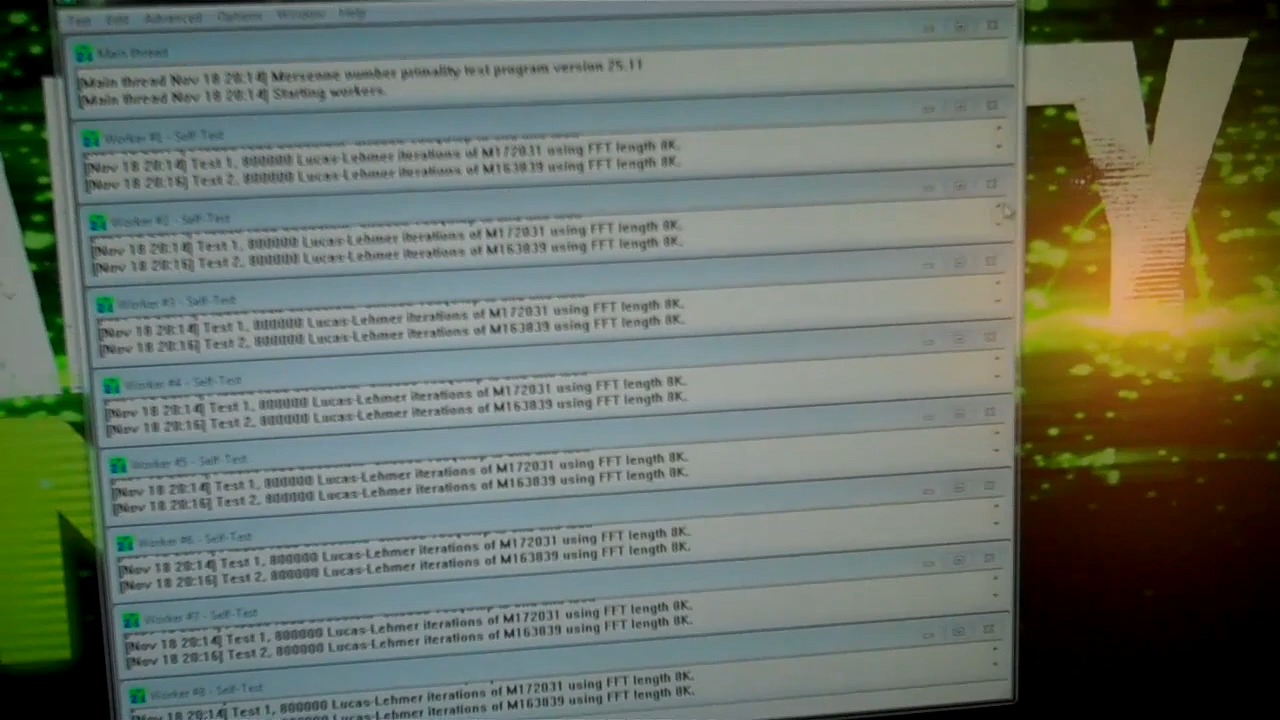 Test Edit Advanced Options Window Help
Main thread
[Main thread Nov 18 20:14] Mersenne number primality test program version 25.11
[Main thread Nov 18 20:14] Starting workers.
Worker #1 - Self-Test
[Nov 18 20:14] Test 1, 800000 Lucas-Lehmer iterations of M172031 using FFT length 8K.
[Nov 18 20:16] Test 2, 800000 Lucas-Lehmer iterations of M163839 using FFT length 8K.
Worker #2 - Self-Test
[Nov 18 20:14] Test 1, 800000 Lucas-Lehmer iterations of M172031 using FFT length 8K.
[Nov 18 20:16] Test 2, 800000 Lucas-Lehmer iterations of M163839 using FFT length 8K.
Worker #3 - Self-Test
[Nov 18 20:14] Test 1, 800000 Lucas-Lehmer iterations of M172031 using FFT length 8K.
[Nov 18 20:16] Test 2, 800000 Lucas-Lehmer iterations of M163839 using FFT length 8K.
Worker #4 - Self-Test
[Nov 18 20:14] Test 1, 800000 Lucas-Lehmer iterations of M172031 using FFT length 8K.
[Nov 18 20:16] Test 2, 800000 Lucas-Lehmer iterations of M163839 using FFT length 8K.
Worker #5 - Self-Test
[Nov 18 20:14] Test 1, 800000 Lucas-Lehmer iterations of M172031 using FFT length 8K.
[Nov 18 20:16] Test 2, 800000 Lucas-Lehmer iterations of M163839 using FFT length 8K.
Worker #6 - Self-Test
[Nov 18 20:14] Test 1, 800000 Lucas-Lehmer iterations of M172031 using FFT length 8K.
[Nov 18 20:16] Test 2, 800000 Lucas-Lehmer iterations of M163839 using FFT length 8K.
Worker #7 - Self-Test
[Nov 18 20:14] Test 1, 800000 Lucas-Lehmer iterations of M172031 using FFT length 8K.
[Nov 18 20:16] Test 2, 800000 Lucas-Lehmer iterations of M163839 using FFT length 8K.
Worker #8 - Self-Test
[Nov 18 20:14] Test 1, 800000 Lucas-Lehmer iterations of M172031 using FFT length 8K.
Y